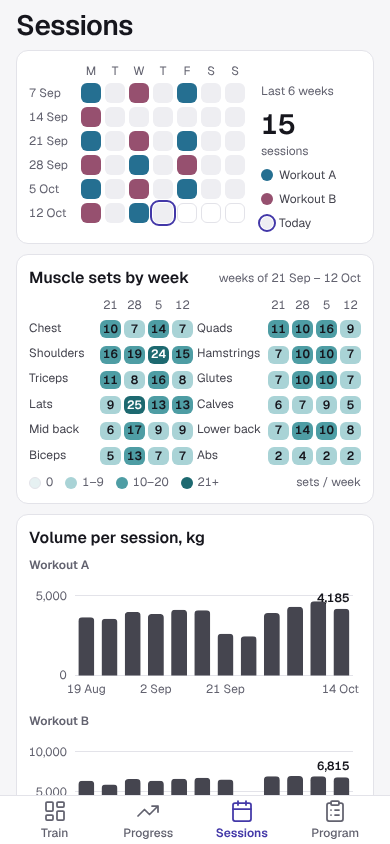 Sessions
M T W T F S S
7 Sep
14 Sep
21 Sep
28 Sep
5 Oct
12 Oct
Last 6 weeks
15
sessions
Workout A
Workout B
Today
Muscle sets by week
weeks of 21 Sep – 12 Oct
21 28 5 12
Chest 10 7 14 7
Shoulders 16 19 24 15
Triceps 11 8 16 8
Lats 9 25 13 13
Mid back 6 17 9 9
Biceps 5 13 7 7
21 28 5 12
Quads 11 10 16 9
Hamstrings 7 10 10 7
Glutes 7 10 10 7
Calves 6 7 9 5
Lower back 7 14 10 8
Abs 2 4 2 2
0 1–9 10–20 21+
sets / week
Volume per session, kg
Workout A
4,185
5,000
0
19 Aug 2 Sep 21 Sep 14 Oct
Workout B
10,000
6,815
5,000
Train Progress Sessions Program